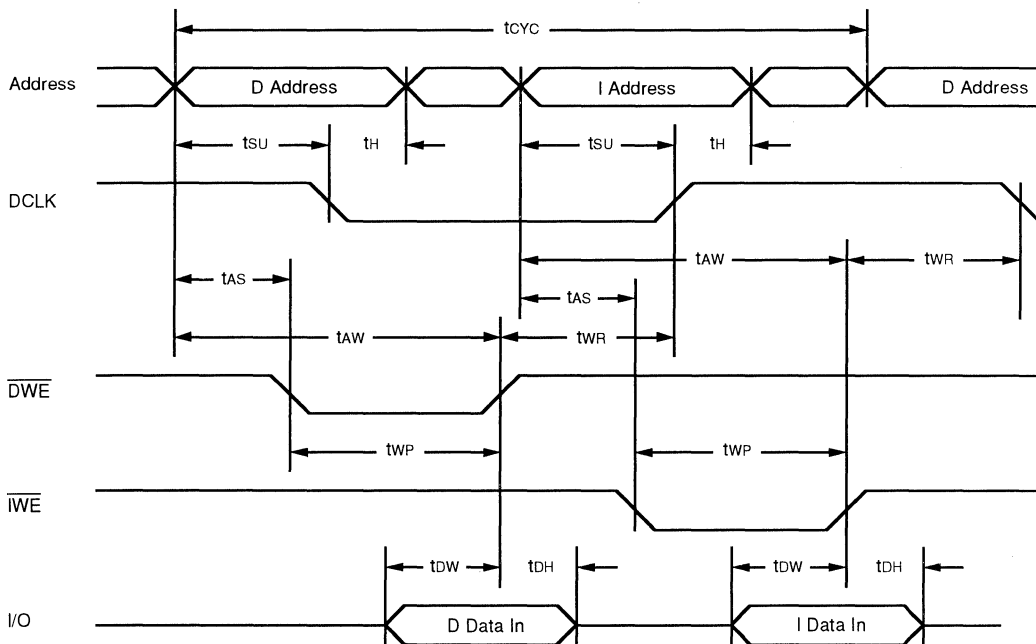 tCYC
Address
D Address
I Address
D Address
tSU
tH
tSU
tH
DCLK
tAW
tWR
tAS
tAS
tAW
tWR
DWE
tWP
tWP
IWE
tDW
tDH
tDW
tDH
I/O
D Data In
I Data In